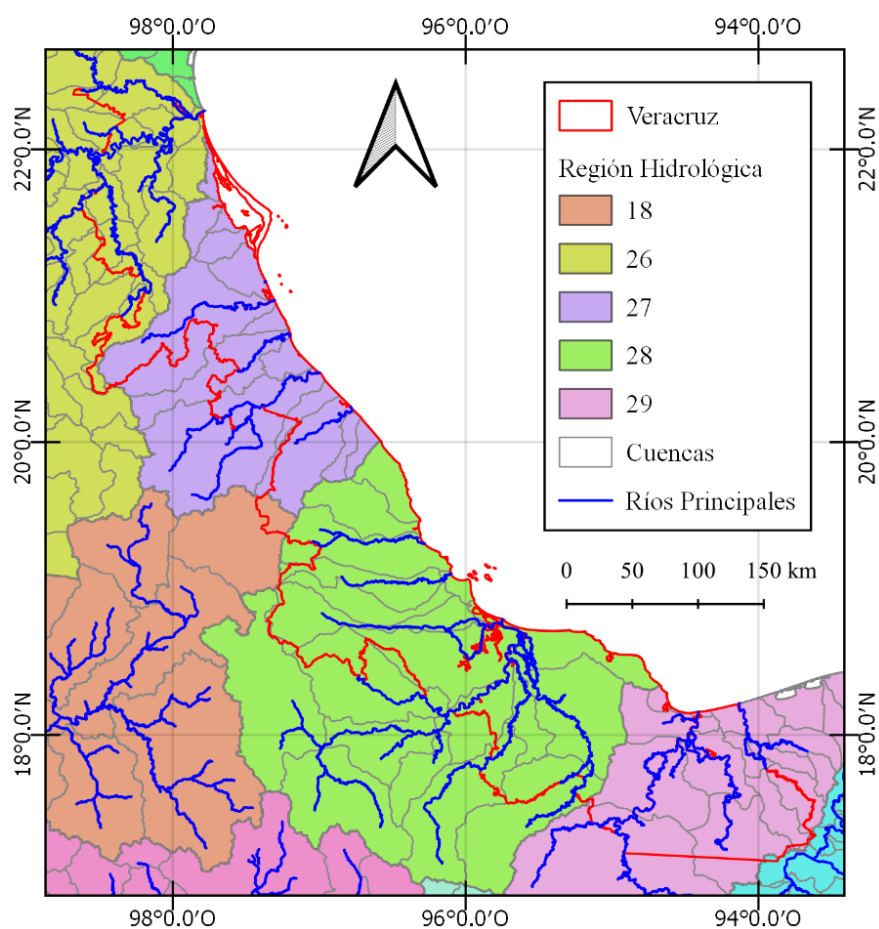 98°0.0'O 96°0.0'O 94°0.0'O
22°0.0'N 22°0.0'N
Veracruz
Región Hidrológica
18
26
27
28
29
Cuencas
Ríos Principales
20°0.0'N 20°0.0'N
0 50 100 150 km
18°0.0'N 18°0.0'N
98°0.0'O 96°0.0'O 94°0.0'O